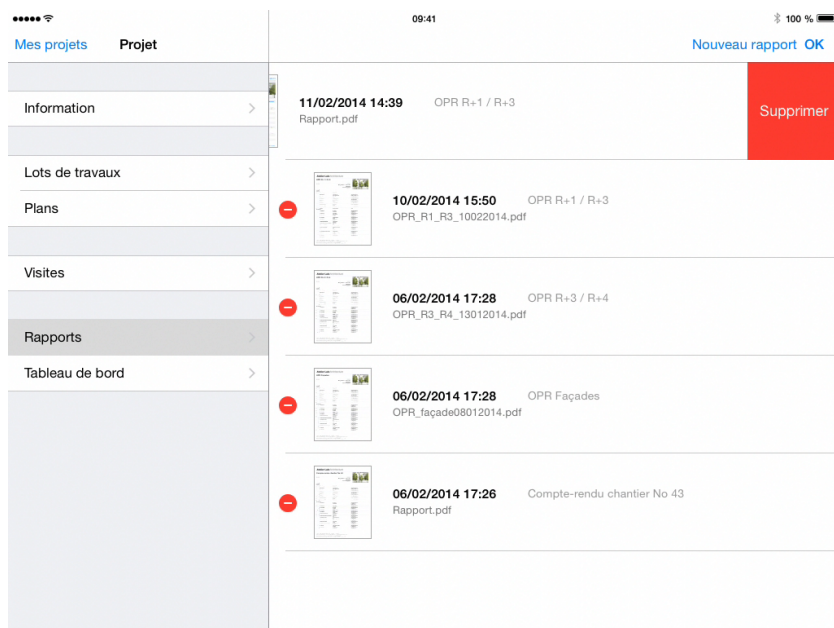 09:41
100 %
Mes projets
Projet
Nouveau rapport OK
Information
Lots de travaux
Plans
Visites
Rapports
Tableau de bord
11/02/2014 14:39 OPR R+1 / R+3
Rapport.pdf
Supprimer
10/02/2014 15:50 OPR R+1 / R+3
OPR_R1_R3_10022014.pdf
06/02/2014 17:28 OPR R+3 / R+4
OPR_R3_R4_13012014.pdf
06/02/2014 17:28 OPR Façades
OPR_façade08012014.pdf
06/02/2014 17:26 Compte-rendu chantier No 43
Rapport.pdf